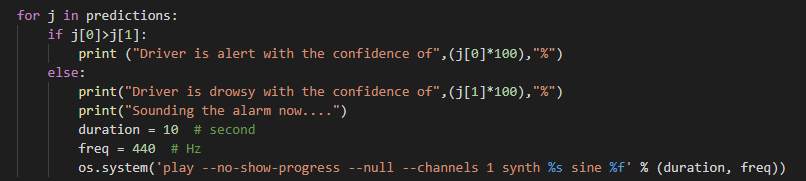 for j in predictions:
    if j[0]>j[1]:
        print ("Driver is alert with the confidence of",(j[0]*100),"%")
    else:
        print("Driver is drowsy with the confidence of",(j[1]*100),"%")
        print("Sounding the alarm now....")
        duration = 10  # second
        freq = 440  # Hz
        os.system('play --no-show-progress --null --channels 1 synth %s sine %f' % (duration, freq))